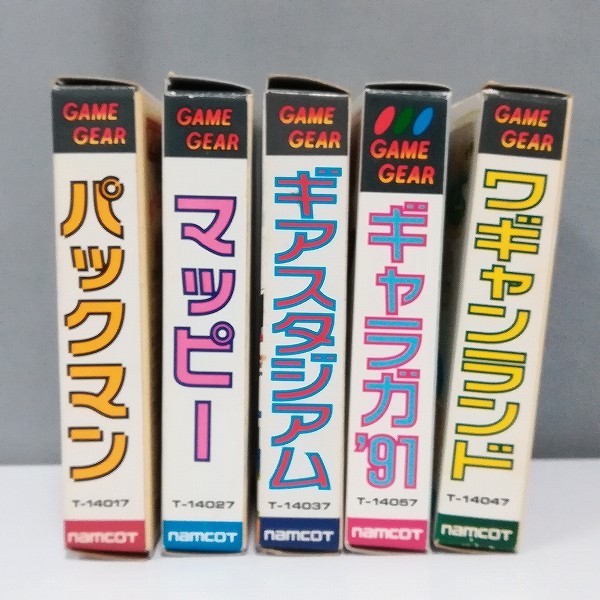 GAME
GEAR
パックマン
T-14017
namcot
GAME
GEAR
マッピー
T-14027
namcot
GAME
GEAR
ギアスタジアム
T-14037
namcot
GAME
GEAR
ギャラガ'91
T-14057
namcot
GAME
GEAR
ワギャンランド
T-14047
namcot